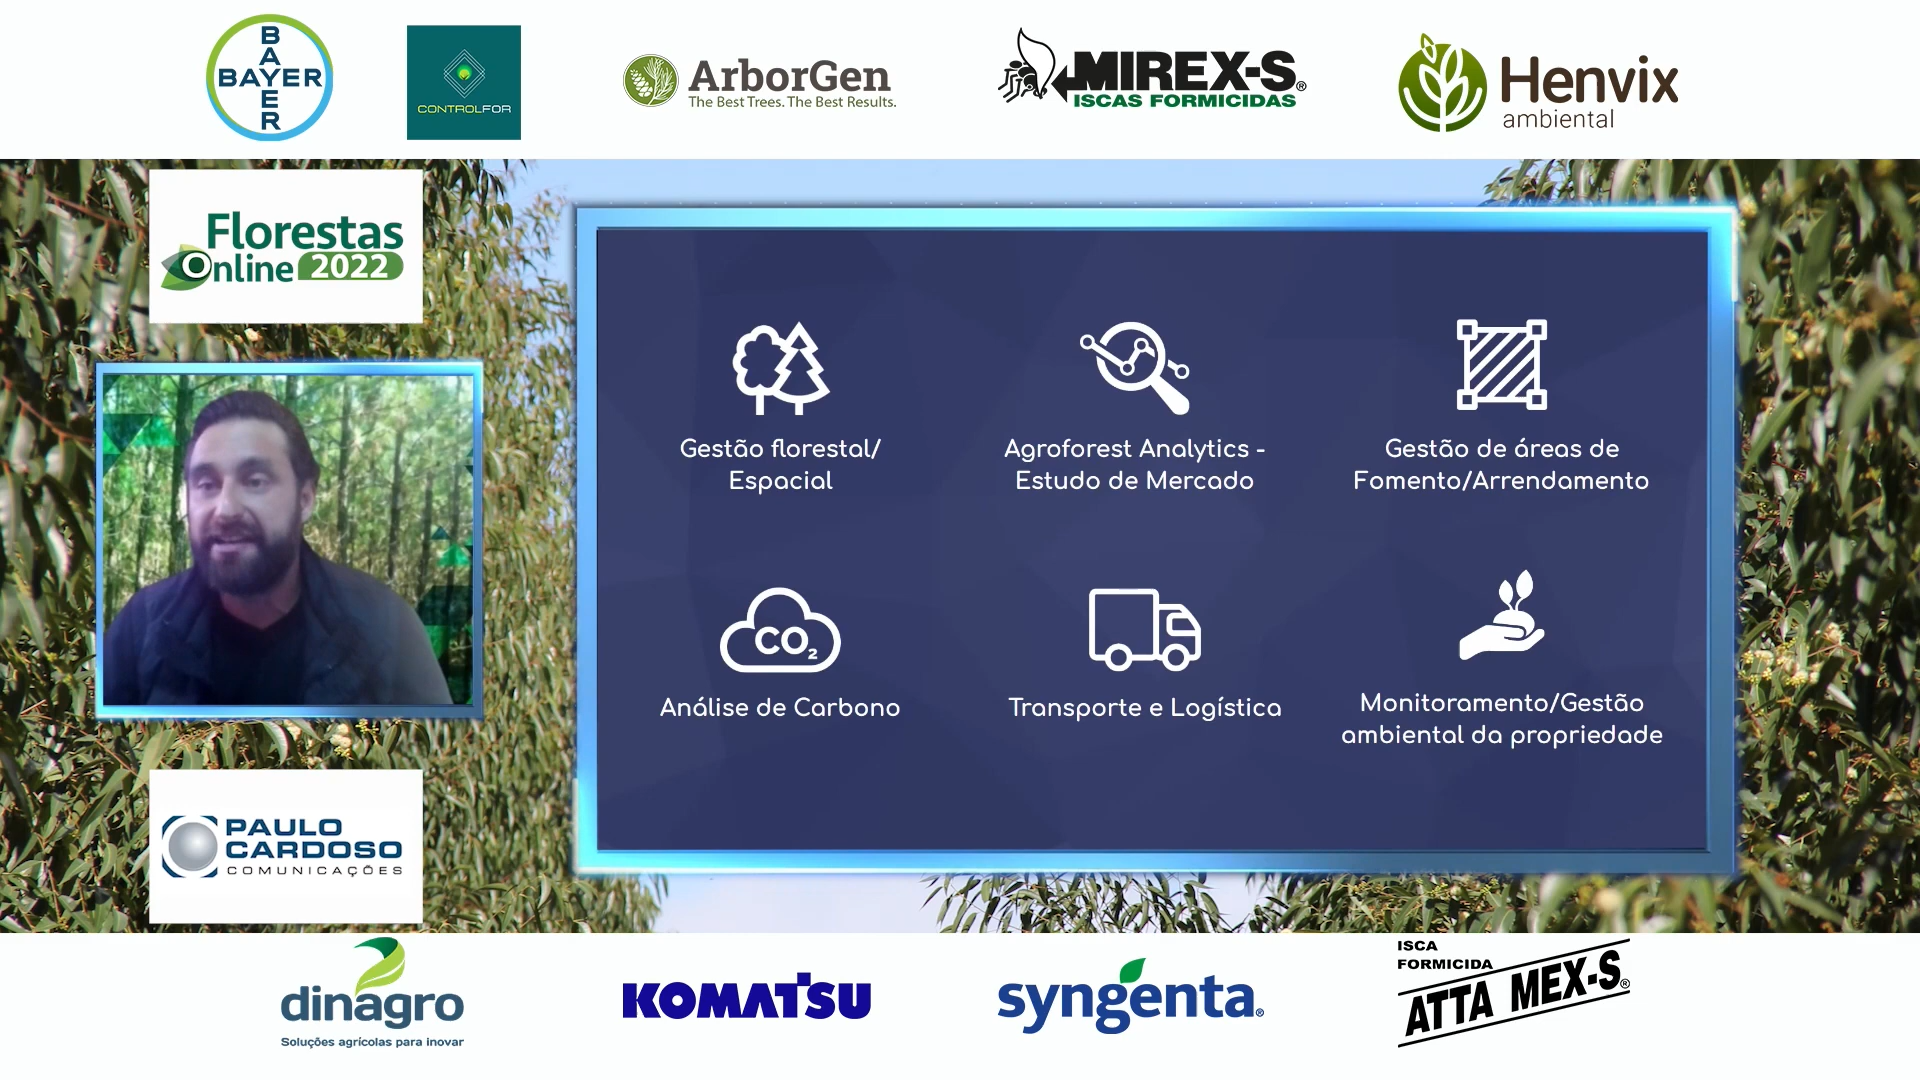 BAYER
BAYER
CONTROLFOR
ArborGen
The Best Trees. The Best Results.
MIREX-S®
ISCAS FORMICIDAS
Henvix
ambiental
Florestas
Online 2022
Gestão florestal/
Espacial
Agroforest Analytics -
Estudo de Mercado
Gestão de áreas de
Fomento/Arrendamento
CO₂
Análise de Carbono
Transporte e Logística
Monitoramento/Gestão
ambiental da propriedade
PAULO
CARDOSO
COMUNICAÇÕES
dinagro
Soluções agrícolas para inovar
KOMATSU
syngenta®
ISCA
FORMICIDA
ATTA MEX-S®